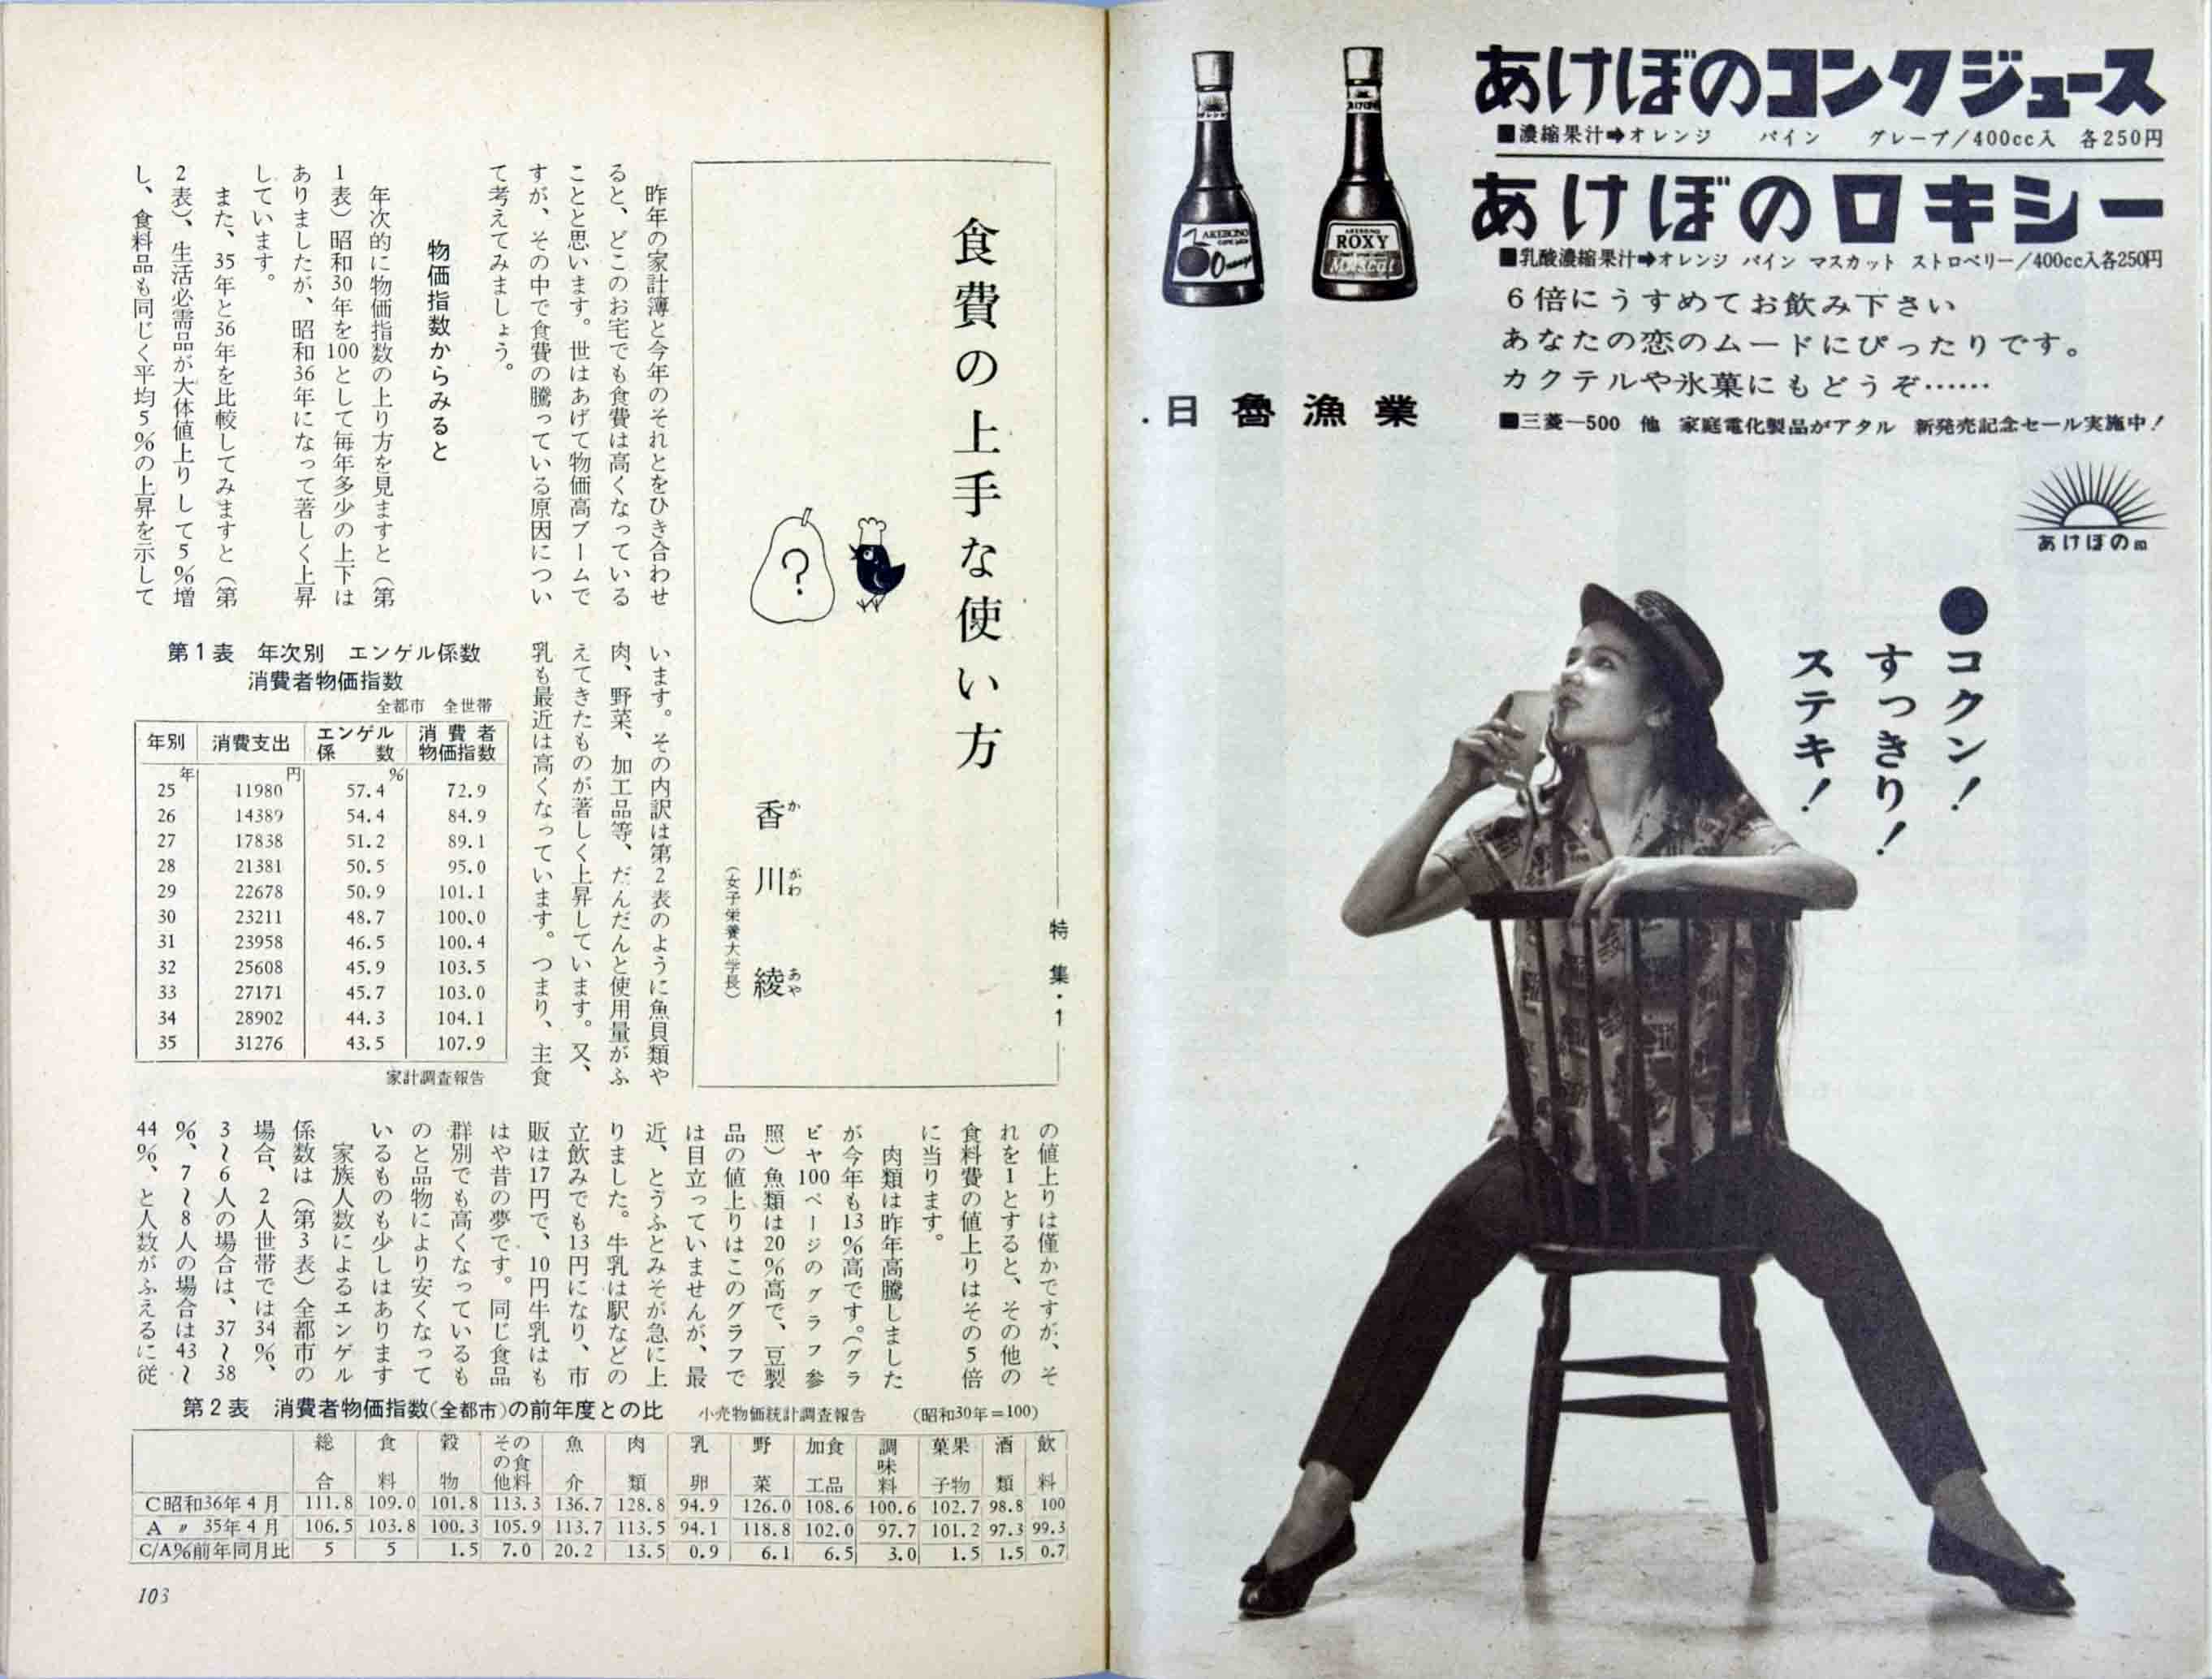 あけぼのコンクジュース
■濃縮果汁➡オレンジ　パイン　グレープ/400cc入　各250円
あけぼのロキシー
■乳酸濃縮果汁➡オレンジ　パイン　マスカット　ストロベリー/400cc入各250円
6倍にうすめてお飲み下さい
あなたの恋のムードにぴったりです。
カクテルや氷菓にもどうぞ……
■三菱―500　他　家庭電化製品がアタル　新発売記念セール実施中!
日魯漁業
AKEBONO
Orange
AKEBONO
ROXY
Muscat
あけぼの印
●コクン!
すっきり!
ステキ!
特集・1
食費の上手な使い方
?
香川綾
かがわあや
(女子栄養大学長)
昨年の家計簿と今年のそれとをひき合わせ
ると、どこのお宅でも食費は高くなっている
ことと思います。世はあげて物価高ブームで
すが、その中で食費の騰っている原因につい
て考えてみましょう。
物価指数からみると
年次的に物価指数の上り方を見ますと（第
1表）昭和30年を100として毎年多少の上下は
ありましたが、昭和36年になって著しく上昇
しています。
また、35年と36年を比較してみますと（第
2表）、生活必需品が大体値上りして5％増
し、食料品も同じく平均5％の上昇を示して
います。その内訳は第2表のように魚貝類や
肉、野菜、加工品等、だんだんと使用量がふ
えてきたものが著しく上昇しています。又、
乳も最近は高くなっています。つまり、主食
第1表　年次別　エンゲル係数
消費者物価指数
全都市　全世帯
年別　消費支出　エンゲル係数　消費者物価指数
年　円　%
25　11980　57.4　72.9
26　14389　54.4　84.9
27　17838　51.2　89.1
28　21381　50.5　95.0
29　22678　50.9　101.1
30　23211　48.7　100.0
31　23958　46.5　100.4
32　25608　45.9　103.5
33　27171　45.7　103.0
34　28902　44.3　104.1
35　31276　43.5　107.9
家計調査報告
の値上りは僅かですが、そ
れを1とすると、その他の
食料費の値上りはその5倍
に当ります。
肉類は昨年高騰しました
が今年も13％高です。（グラ
ビヤ100ページのグラフ参
照）魚類は20％高で、豆製
品の値上りはこのグラフで
は目立っていませんが、最
近、とうふとみそが急に上
りました。牛乳は駅などの
立飲みでも13円になり、市
販は17円で、10円牛乳はも
はや昔の夢です。同じ食品
群別でも高くなっているも
のと品物により安くなって
いるものも少しはあります
家族人数によるエンゲル
係数は（第3表）全都市の
場合、2人世帯では34％、
3〜6人の場合は、37〜38
％、7〜8人の場合は43〜
44％、と人数がふえるに従
第2表　消費者物価指数(全都市)の前年度との比　小売物価統計調査報告　(昭和30年=100)
総合　食料　穀物　その他の食料　魚介　肉類　乳卵　野菜　加工食品　調味料　菓子果物　酒類　飲料
C昭和36年4月　111.8　109.0　101.8　113.3　136.7　128.8　94.9　126.0　108.6　100.6　102.7　98.8　100
A　〃　35年4月　106.5　103.8　100.3　105.9　113.7　113.5　94.1　118.8　102.0　97.7　101.2　97.3　99.3
C/A%前年同月比　5　5　1.5　7.0　20.2　13.5　0.9　6.1　6.5　3.0　1.5　1.5　0.7
103